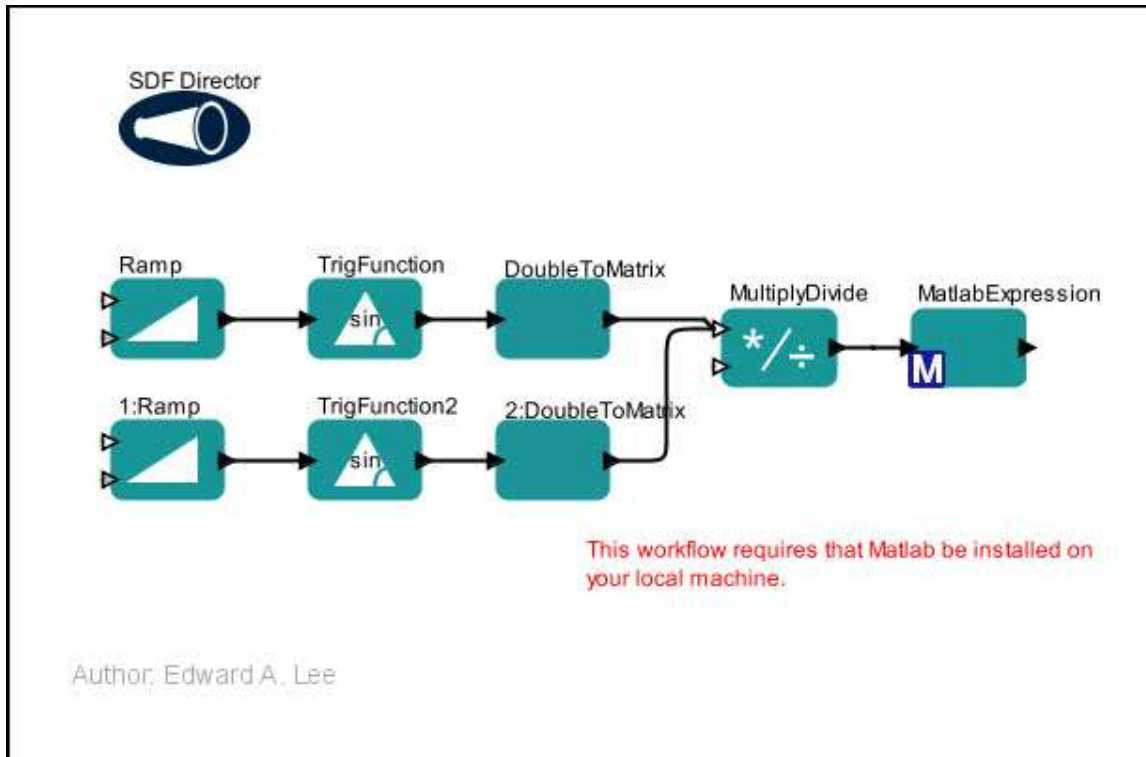 SDF Director
Ramp
TrigFunction
DoubleToMatrix
MultiplyDivide
MatlabExpression
sin
*/÷
M
1:Ramp
TrigFunction2
2:DoubleToMatrix
sin
This workflow requires that Matlab be installed on
your local machine.
Author: Edward A. Lee